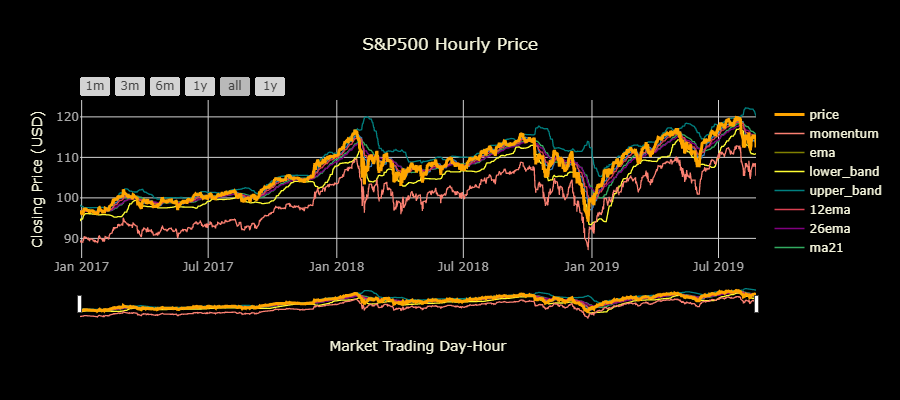 S&P500 Hourly Price
1m 3m 6m 1y all 1y
Closing Price (USD)
120
110
100
90
Jan 2017 Jul 2017 Jan 2018 Jul 2018 Jan 2019 Jul 2019
price
momentum
ema
lower_band
upper_band
12ema
26ema
ma21
Market Trading Day-Hour